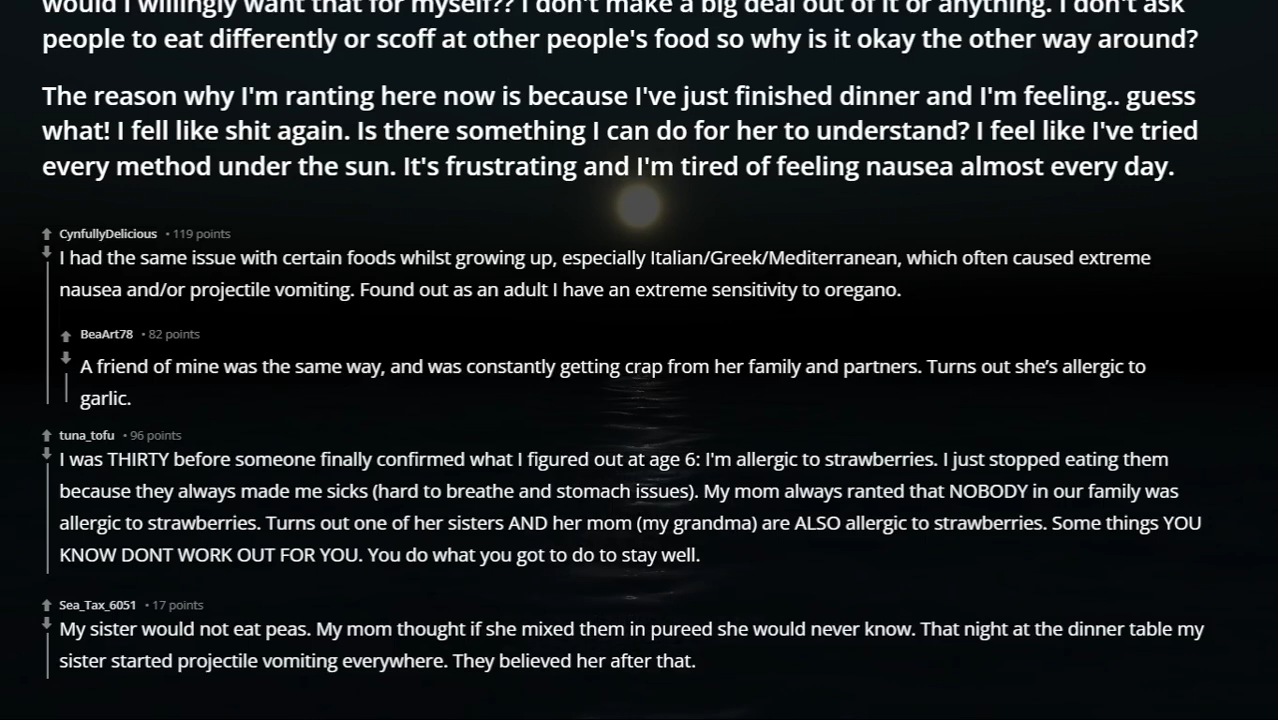 would I willingly want that for myself?? I don't make a big deal out of it or anything. I don't ask
people to eat differently or scoff at other people's food so why is it okay the other way around?
The reason why I'm ranting here now is because I've just finished dinner and I'm feeling.. guess
what! I fell like shit again. Is there something I can do for her to understand? I feel like I've tried
every method under the sun. It's frustrating and I'm tired of feeling nausea almost every day.
CynfullyDelicious • 119 points
I had the same issue with certain foods whilst growing up, especially Italian/Greek/Mediterranean, which often caused extreme
nausea and/or projectile vomiting. Found out as an adult I have an extreme sensitivity to oregano.
BeaArt78 • 82 points
A friend of mine was the same way, and was constantly getting crap from her family and partners. Turns out she’s allergic to
garlic.
tuna_tofu • 96 points
I was THIRTY before someone finally confirmed what I figured out at age 6: I'm allergic to strawberries. I just stopped eating them
because they always made me sicks (hard to breathe and stomach issues). My mom always ranted that NOBODY in our family was
allergic to strawberries. Turns out one of her sisters AND her mom (my grandma) are ALSO allergic to strawberries. Some things YOU
KNOW DONT WORK OUT FOR YOU. You do what you got to do to stay well.
Sea_Tax_6051 • 17 points
My sister would not eat peas. My mom thought if she mixed them in pureed she would never know. That night at the dinner table my
sister started projectile vomiting everywhere. They believed her after that.